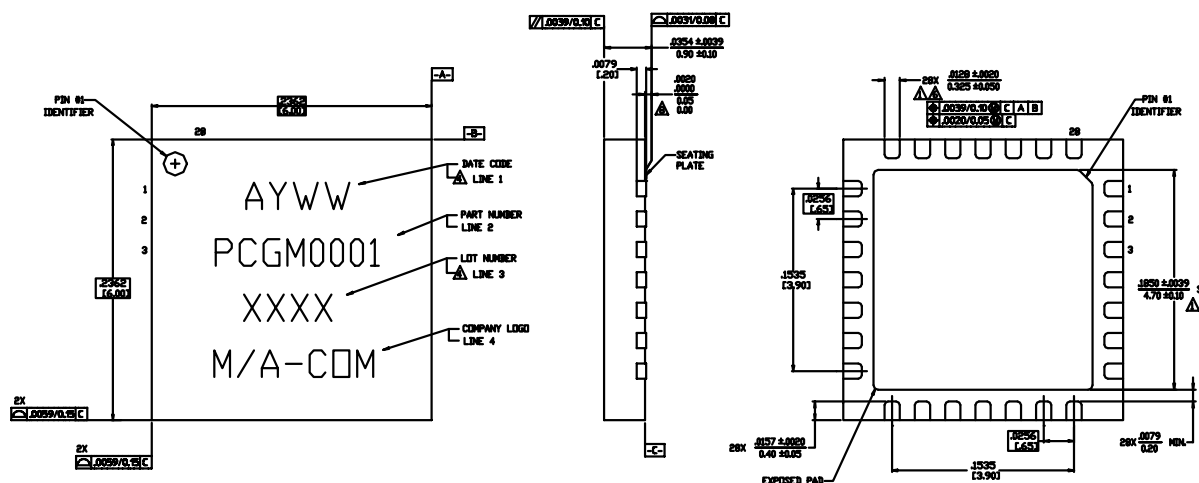 PIN #1
IDENTIFIER
.2362
[6.00]
-A-
28
-B-
1
2
3
AYWW
DATE CODE
LINE 1
PCGM0001
PART NUMBER
LINE 2
XXXX
LOT NUMBER
LINE 3
M/A-COM
COMPANY LOGO
LINE 4
.2362
[6.00]
2X
.0059/0.15 C
2X
.0059/0.15 C
// .0039/0.10 C
.0031/0.08 C
.0354 ±.0039
0.90 ±0.10
.0079
[.20]
.0020
.0000
0.05
0.00
SEATING
PLATE
-C-
28X .0128 ±.0020
0.325 ±0.050
.0039/0.10 Ⓜ C A B
.0020/0.05 Ⓜ C
PIN #1
IDENTIFIER
28
1
2
3
.0256
[.65]
.1535
[3.90]
.1850 ±.0039
4.70 ±0.10
28X .0157 ±.0020
0.40 ±0.05
.0256
[.65]
28X .0079 MIN.
0.20
.1535
[3.90]
EXPOSED PAD